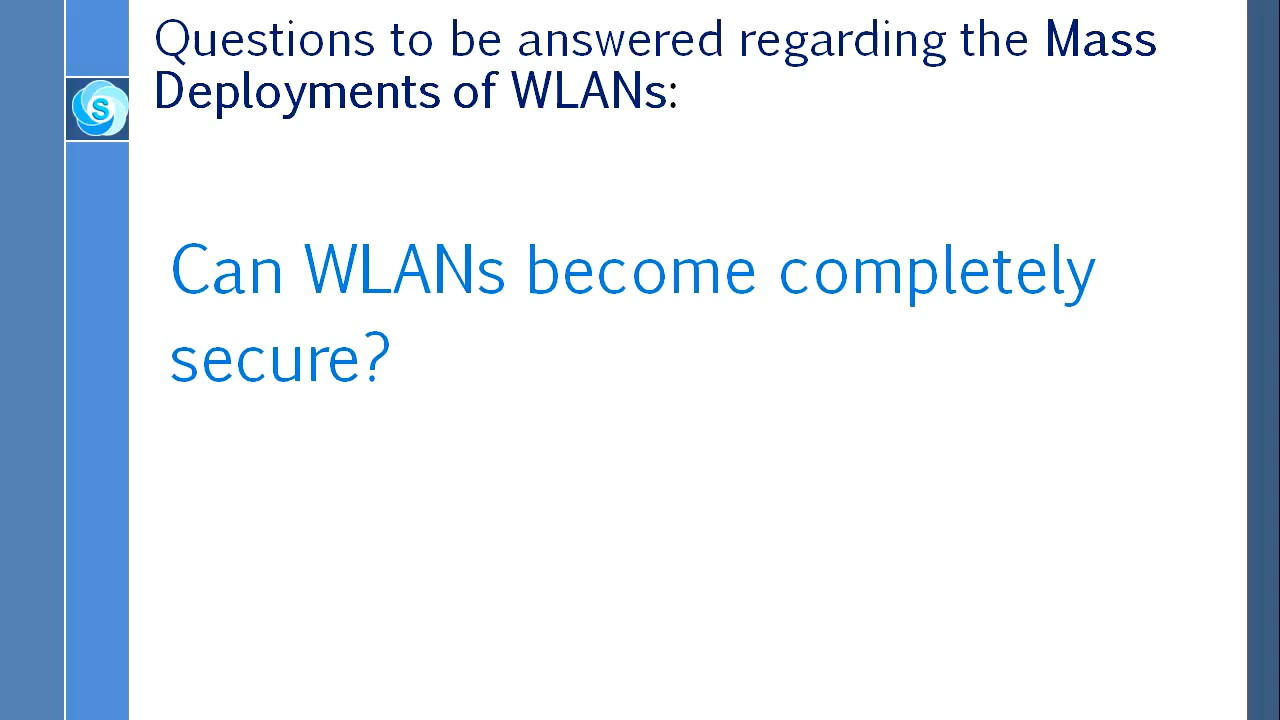 Questions to be answered regarding the Mass
Deployments of WLANs:
S
Can WLANs become completely
secure?